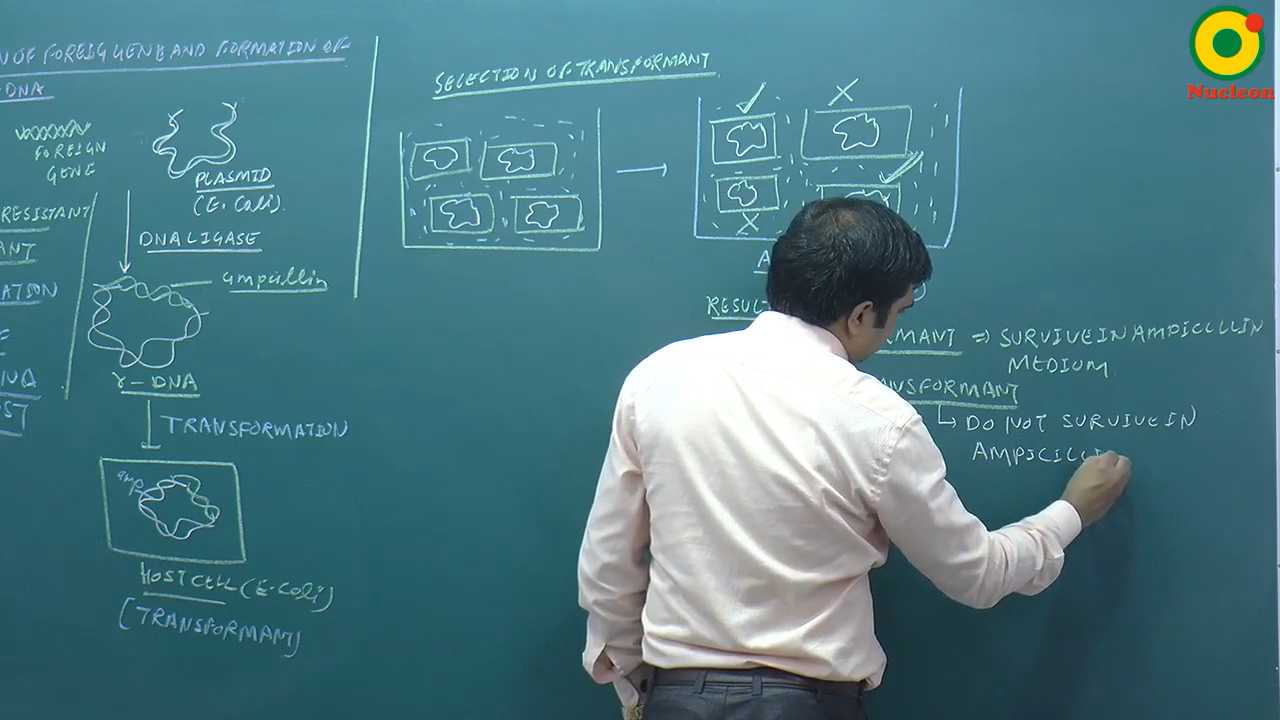 N OF FOREIGN GENE AND FORMATION OF
DNA
FOREIGN
GENE
PLASMID
(E. Coli)
RESISTANT
ANT
DNA LIGASE
ATION
ampicillin
E
NA
OST
r-DNA
TRANSFORMATION
amp
HOST CELL (E-Coli)
(TRANSFORMANT)
SELECTION OF TRANSFORMANT
A
RESUL
RMANT ⇒ SURVIVE IN AMPICILLIN
MEDIUM
ANSFORMANT
DO NOT SURVIVE IN
AMPICILLI
Nucleon